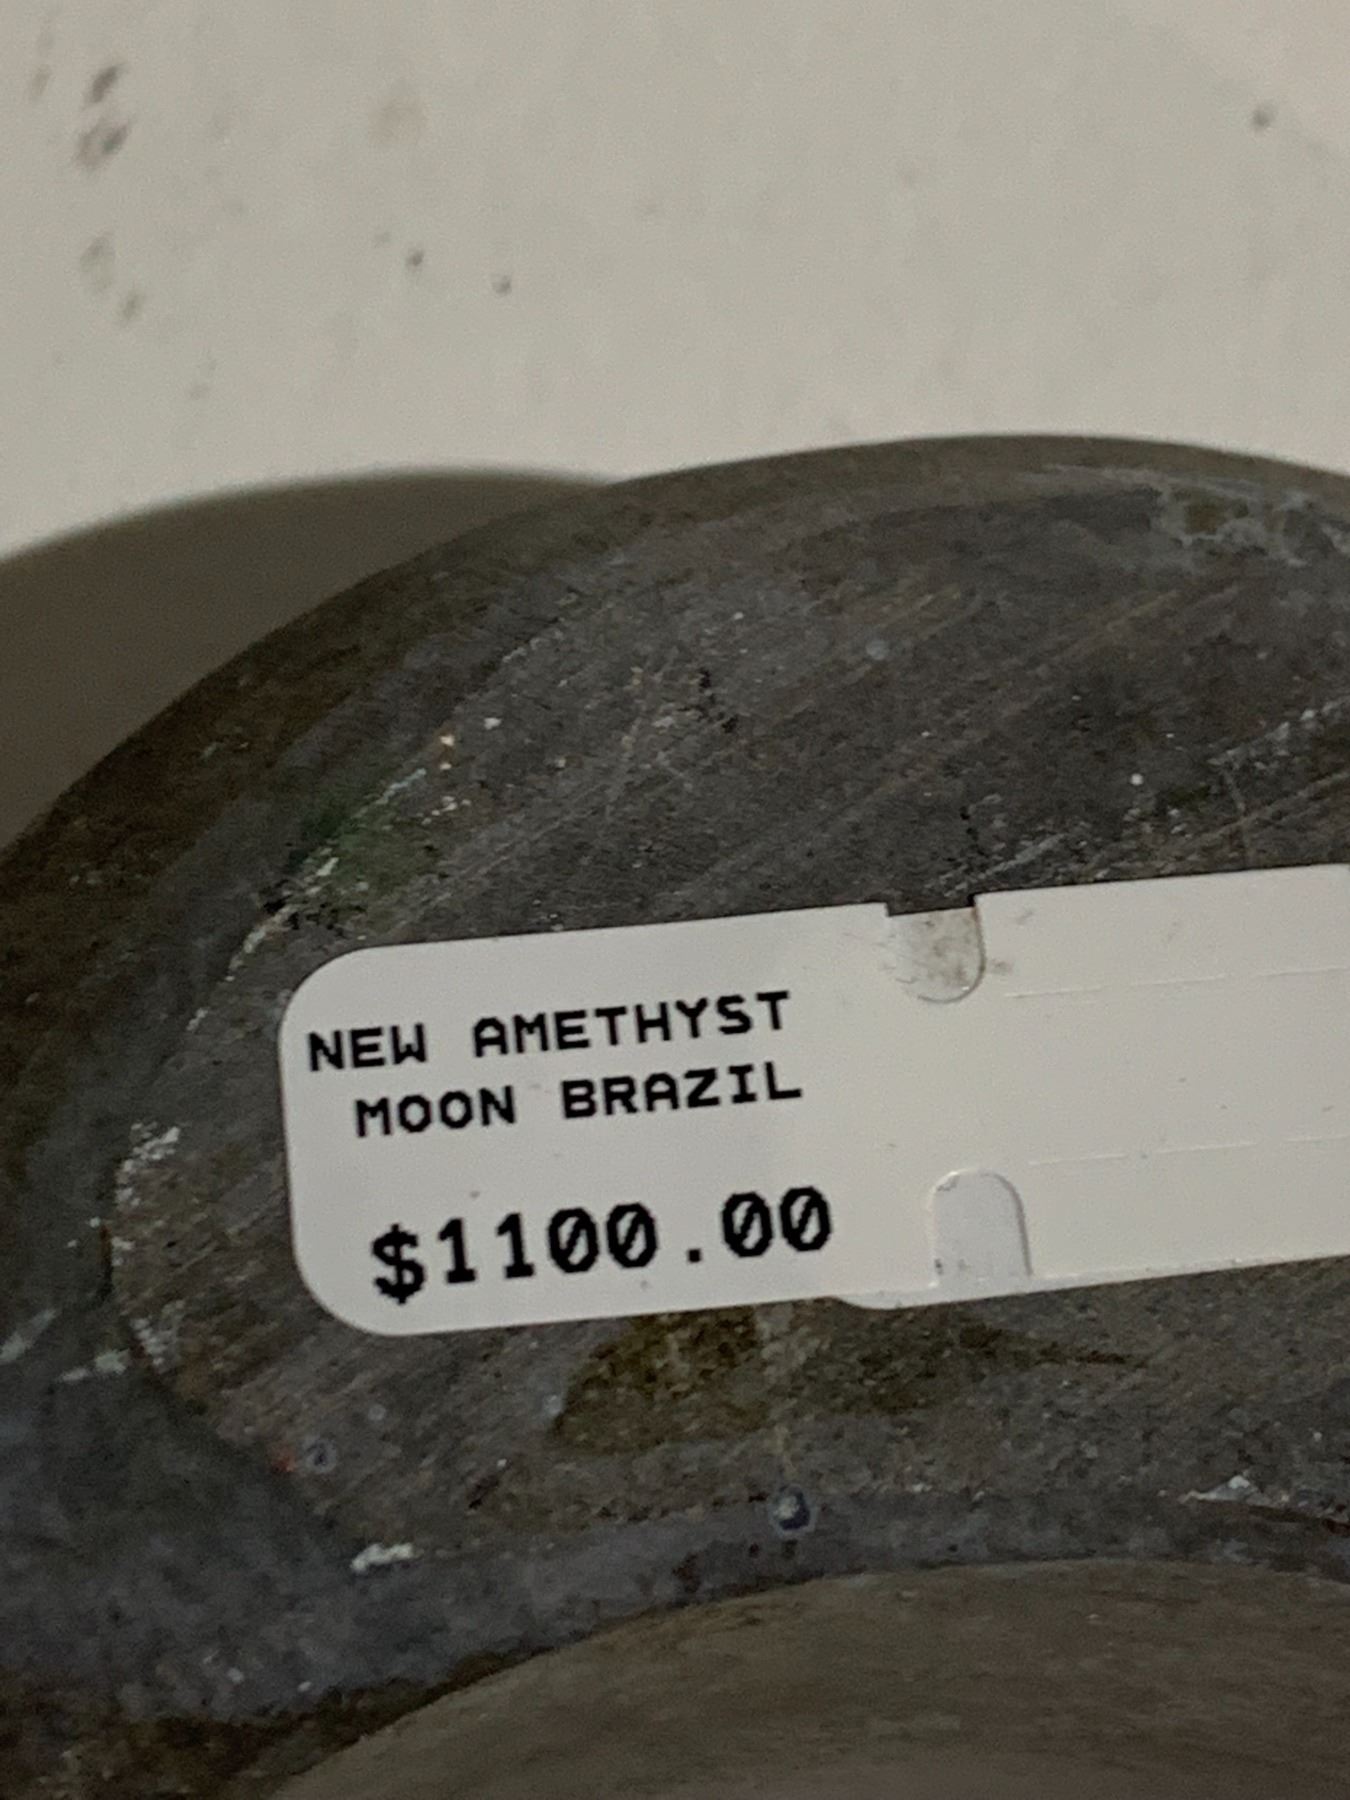 NEW AMETHYST
MOON BRAZIL
$1100.00